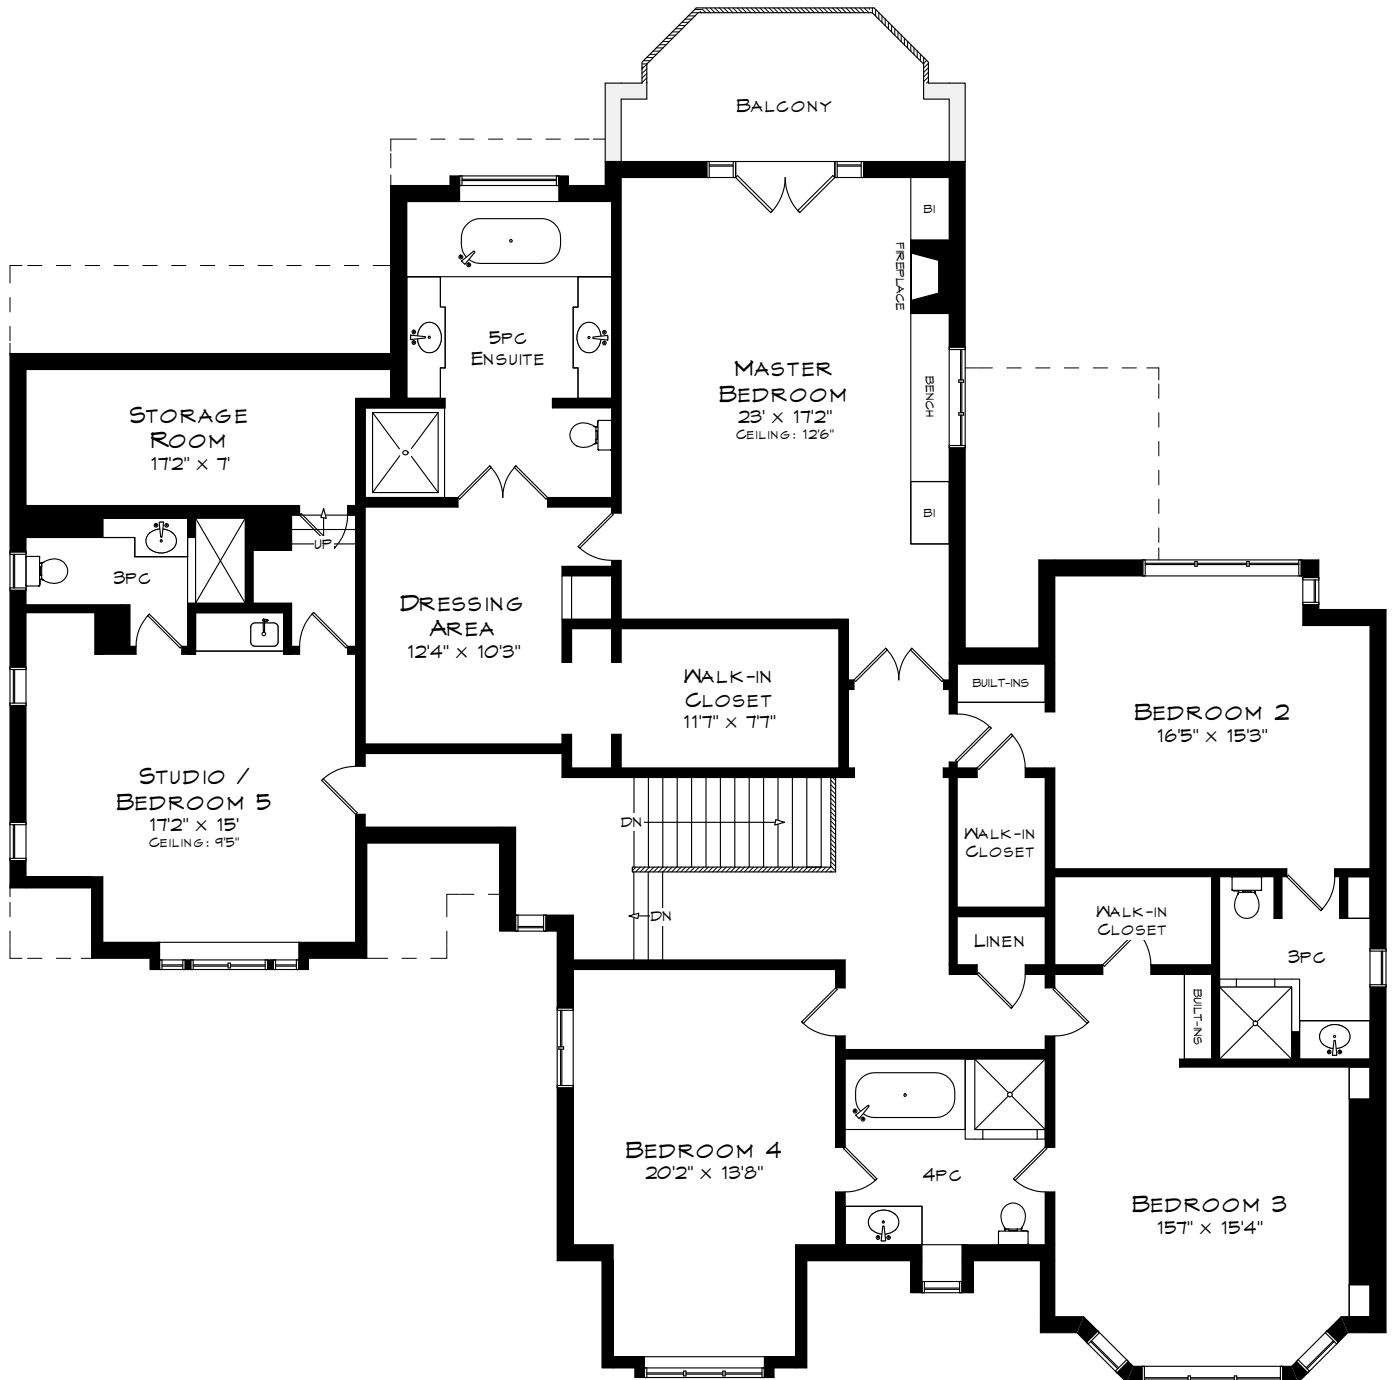 BALCONY
BI
FIREPLACE
5PC
ENSUITE
MASTER
BEDROOM
23' X 17'2"
CEILING: 12'6"
BENCH
STORAGE
ROOM
17'2" X 7'
BI
UP
3PC
DRESSING
AREA
12'4" X 10'3"
WALK-IN
CLOSET
11'7" X 7'7"
BUILT-INS
BEDROOM 2
16'5" X 15'3"
STUDIO /
BEDROOM 5
17'2" X 15'
CEILING: 9'5"
DN
WALK-IN
CLOSET
DN
WALK-IN
CLOSET
LINEN
3PC
BUILT-INS
BEDROOM 4
20'2" X 13'8"
4PC
BEDROOM 3
15'7" X 15'4"